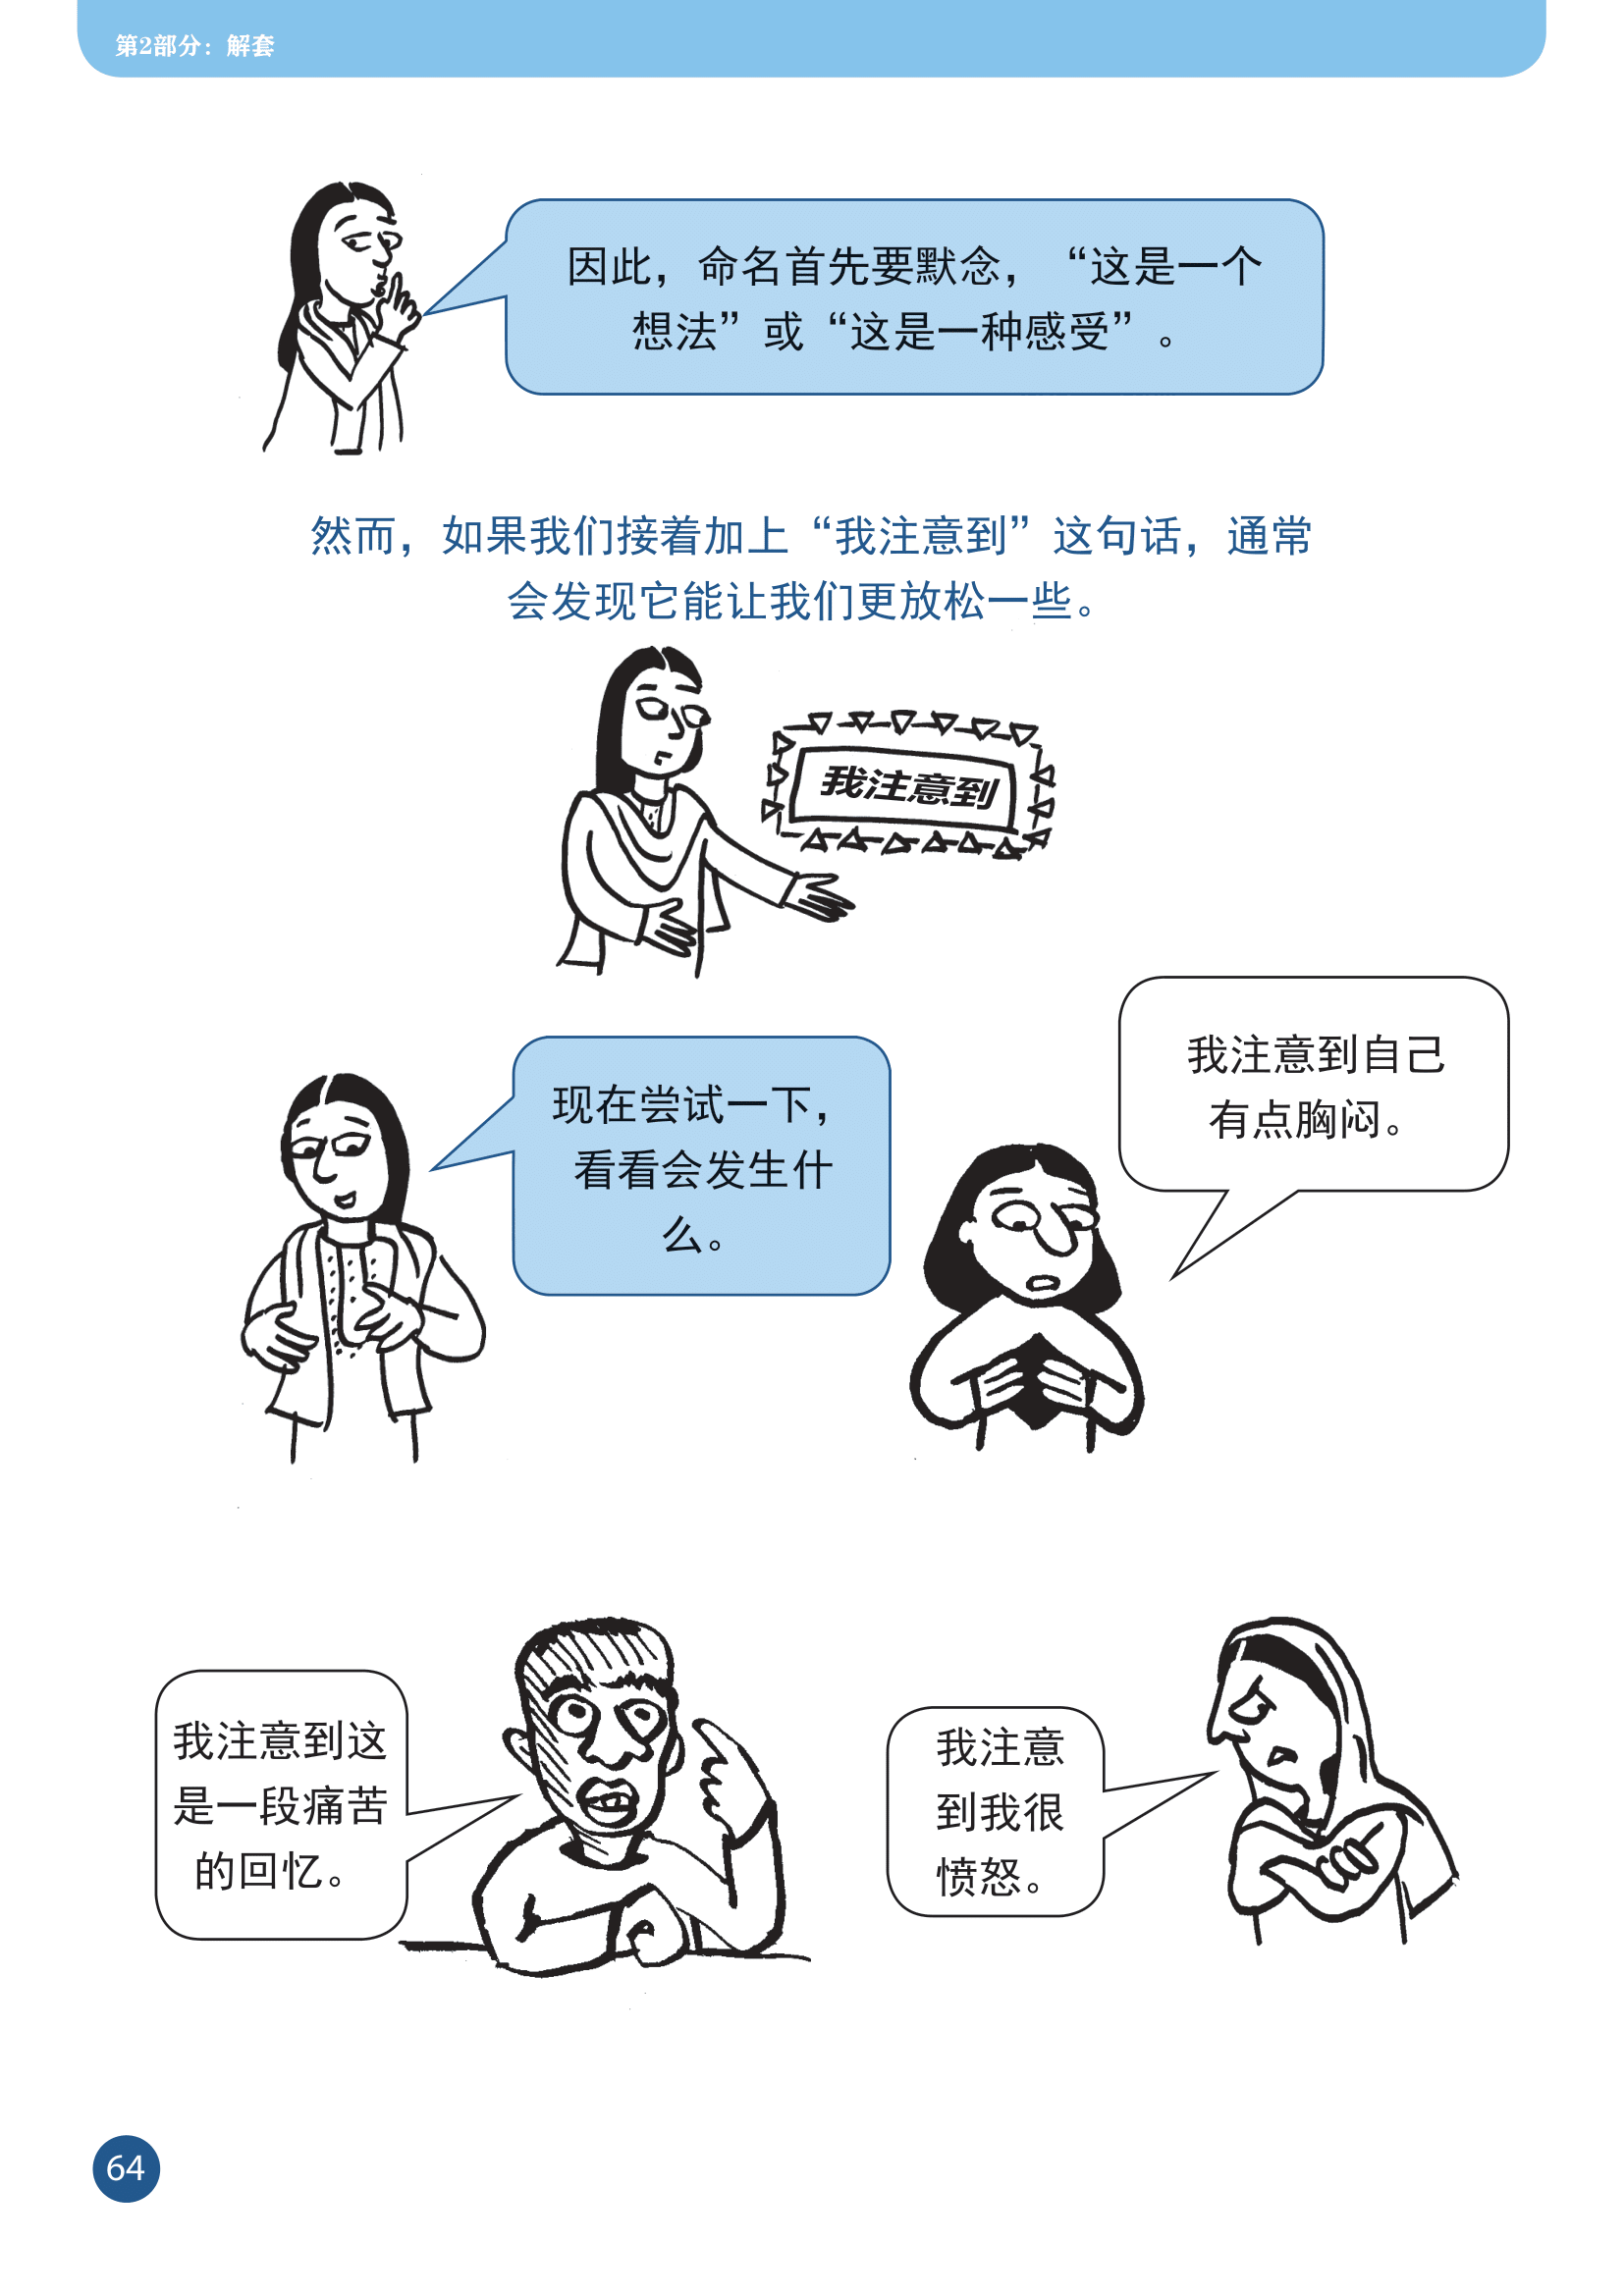 第2部分：解套
因此，命名首先要默念，“这是一个
想法”或“这是一种感受”。
然而，如果我们接着加上“我注意到”这句话，通常
会发现它能让我们更放松一些。
我注意到
现在尝试一下，
看看会发生什
么。
我注意到自己
有点胸闷。
我注意到这
是一段痛苦
的回忆。
我注意
到我很
愤怒。
64